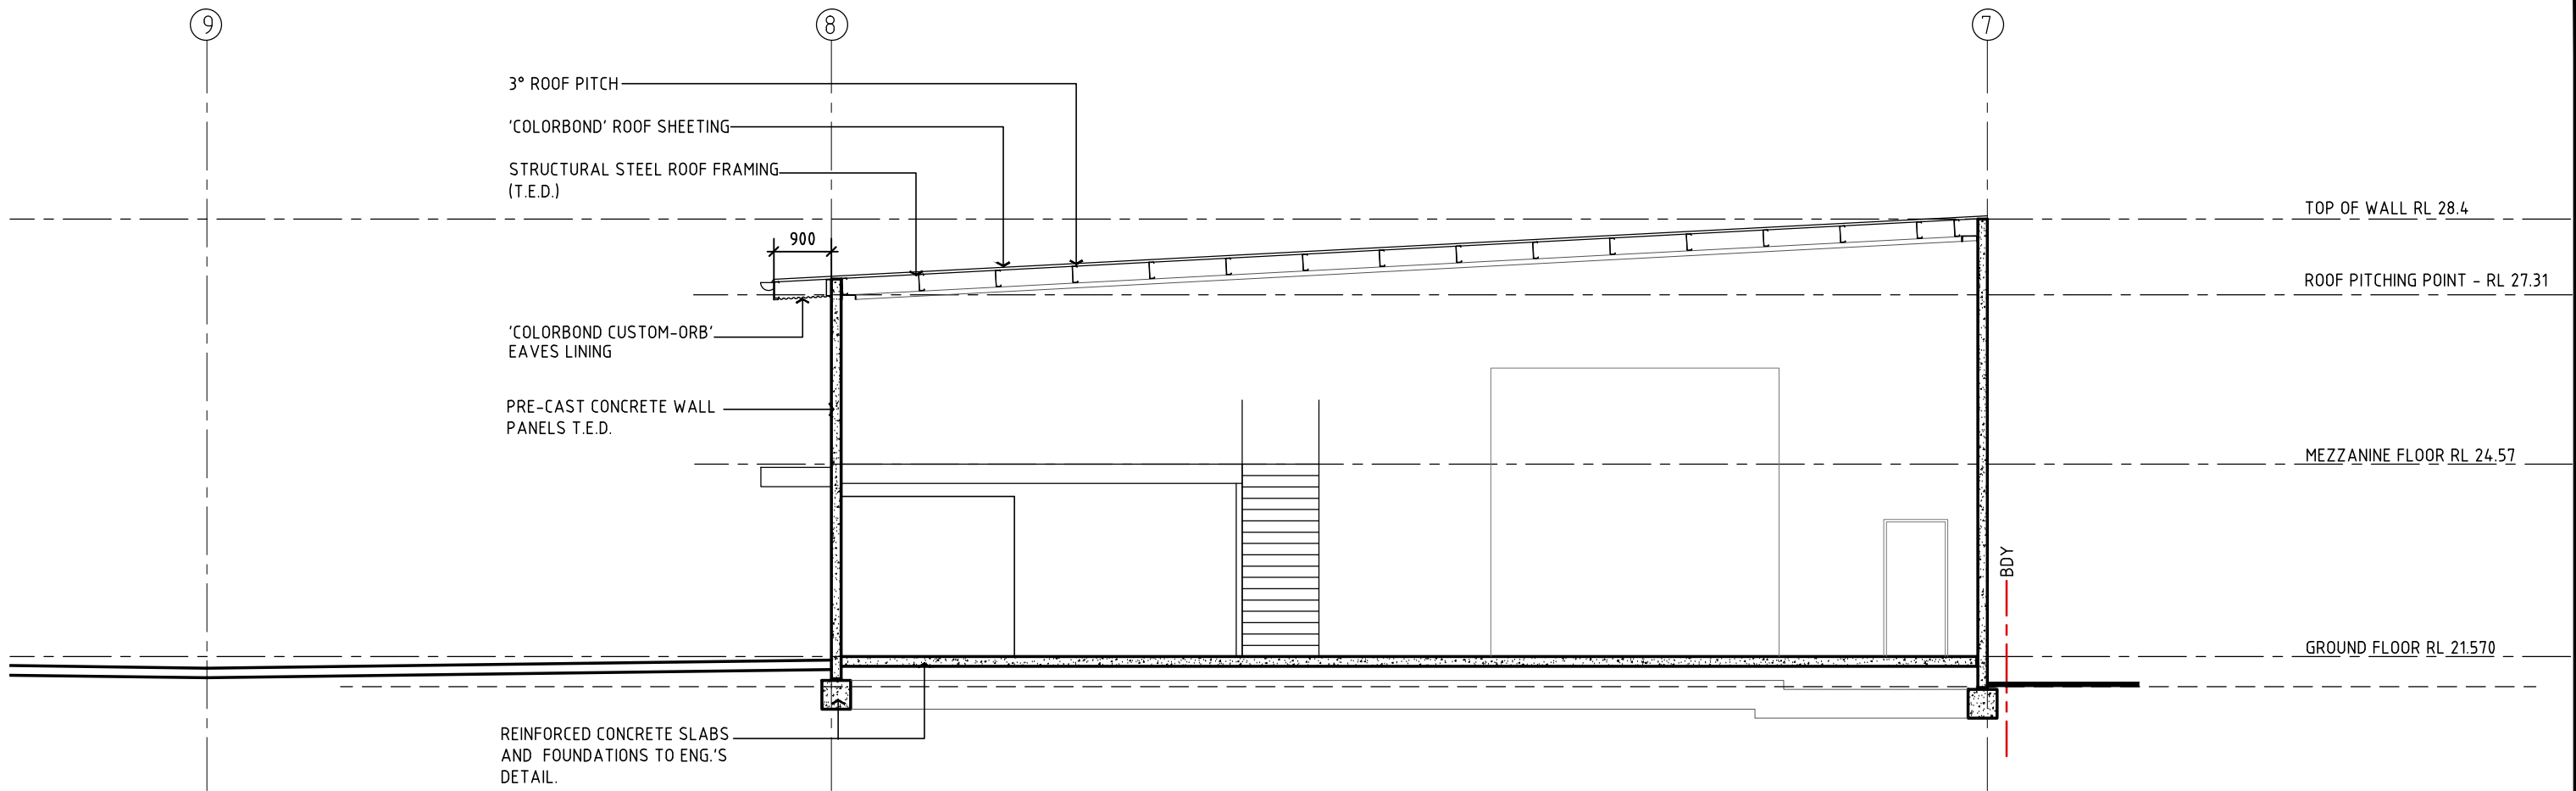 9
8
7
3° ROOF PITCH
'COLORBOND' ROOF SHEETING
STRUCTURAL STEEL ROOF FRAMING
(T.E.D.)
TOP OF WALL RL 28.4
900
ROOF PITCHING POINT - RL 27.31
'COLORBOND CUSTOM-ORB'
EAVES LINING
PRE-CAST CONCRETE WALL
PANELS T.E.D.
MEZZANINE FLOOR RL 24.57
BDY
GROUND FLOOR RL 21.570
REINFORCED CONCRETE SLABS
AND FOUNDATIONS TO ENG.'S
DETAIL.